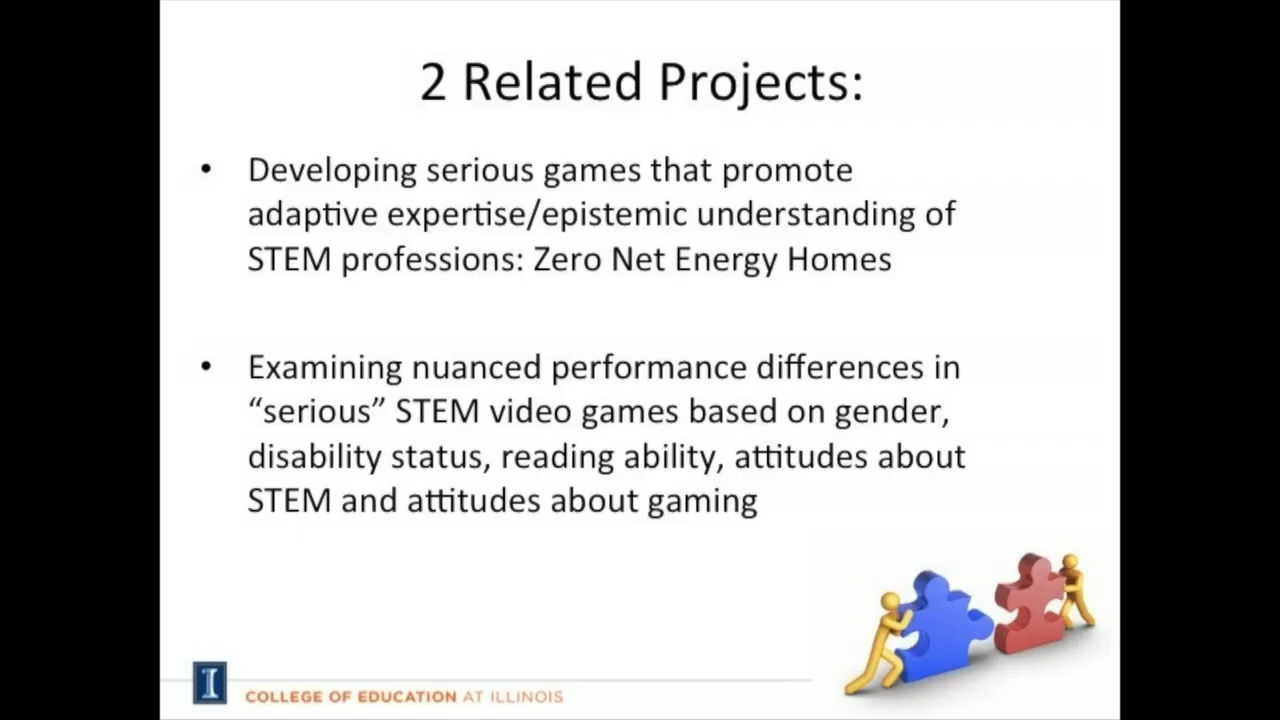 2 Related Projects:
• Developing serious games that promote
adaptive expertise/epistemic understanding of
STEM professions: Zero Net Energy Homes
• Examining nuanced performance differences in
“serious” STEM video games based on gender,
disability status, reading ability, attitudes about
STEM and attitudes about gaming
I
COLLEGE OF EDUCATION AT ILLINOIS